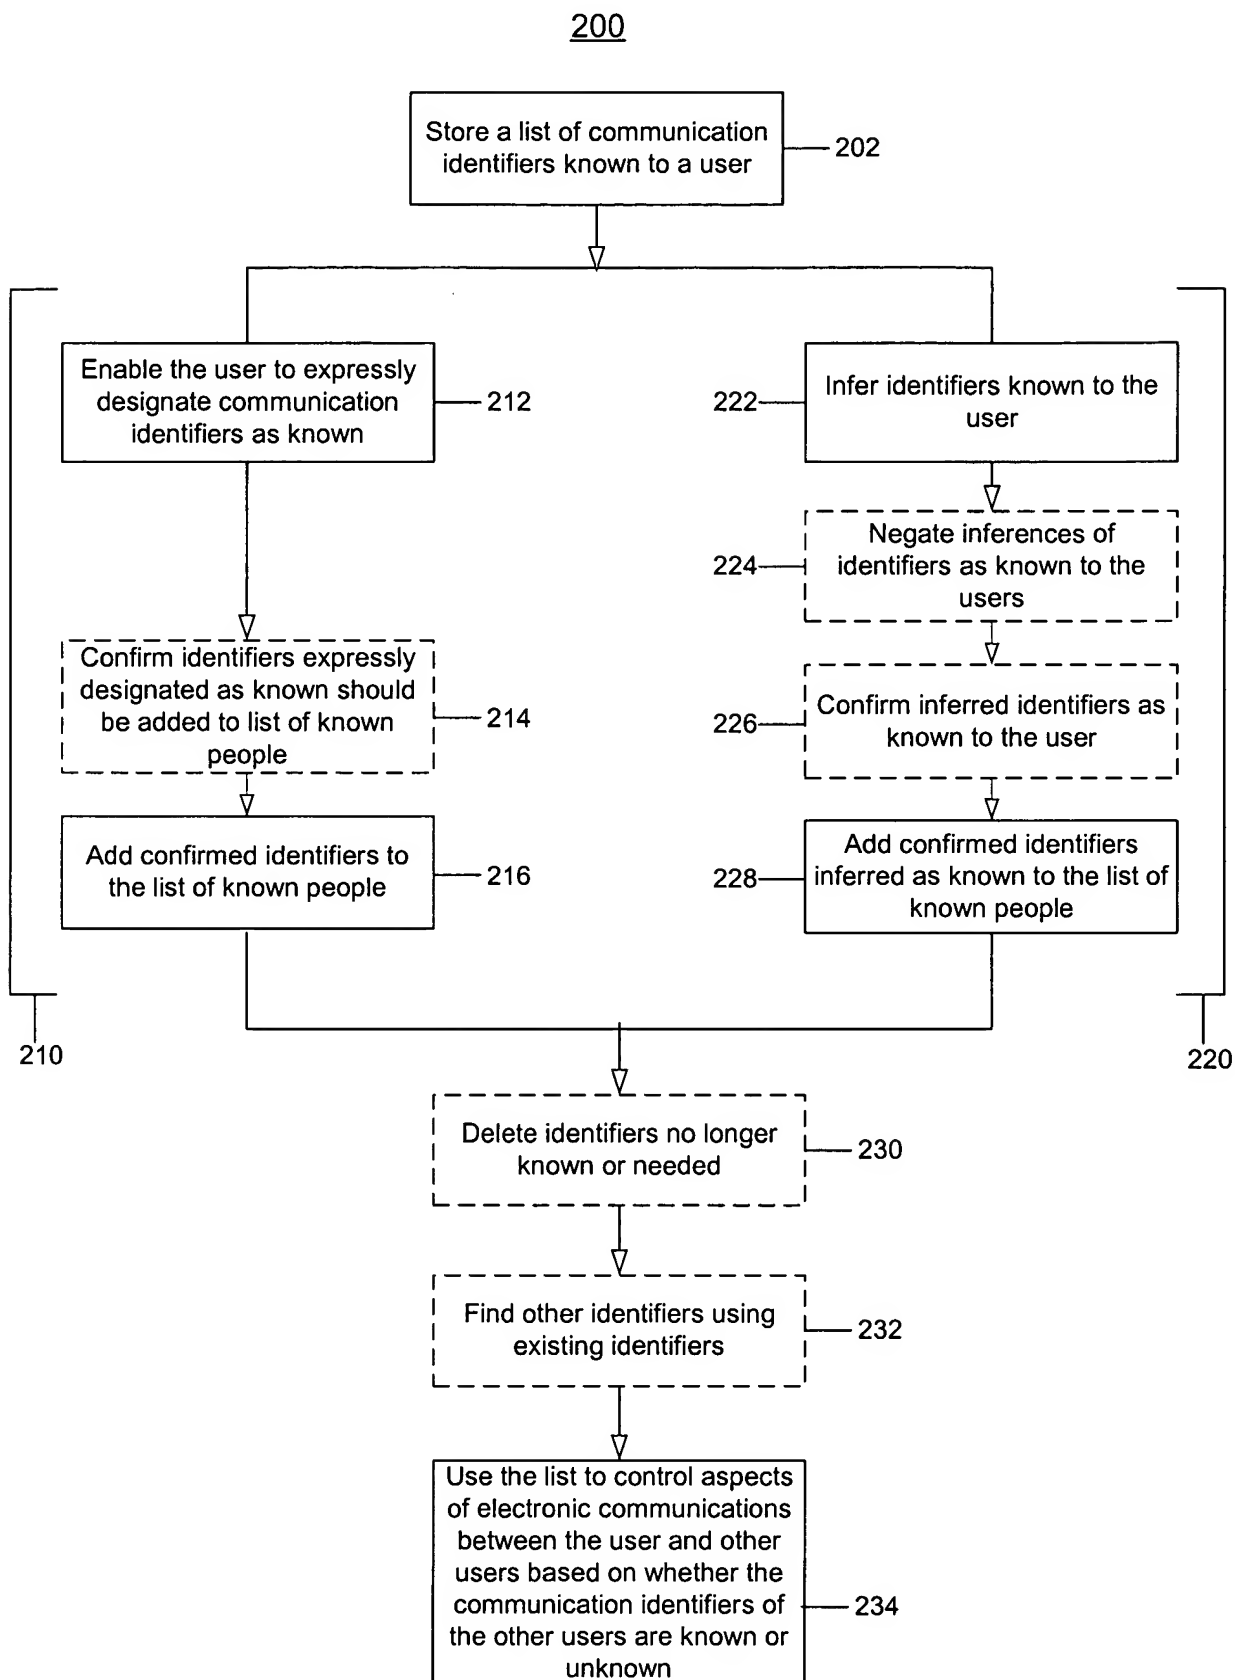 200
Store a list of communication
identifiers known to a user
202
Enable the user to expressly
designate communication
identifiers as known
212
222
Infer identifiers known to the
user
224
Negate inferences of
identifiers as known to the
users
Confirm identifiers expressly
designated as known should
be added to list of known
people
214
226
Confirm inferred identifiers as
known to the user
Add confirmed identifiers to
the list of known people
216
228
Add confirmed identifiers
inferred as known to the list of
known people
210
220
Delete identifiers no longer
known or needed
230
Find other identifiers using
existing identifiers
232
Use the list to control aspects
of electronic communications
between the user and other
users based on whether the
communication identifiers of
the other users are known or
unknown
234